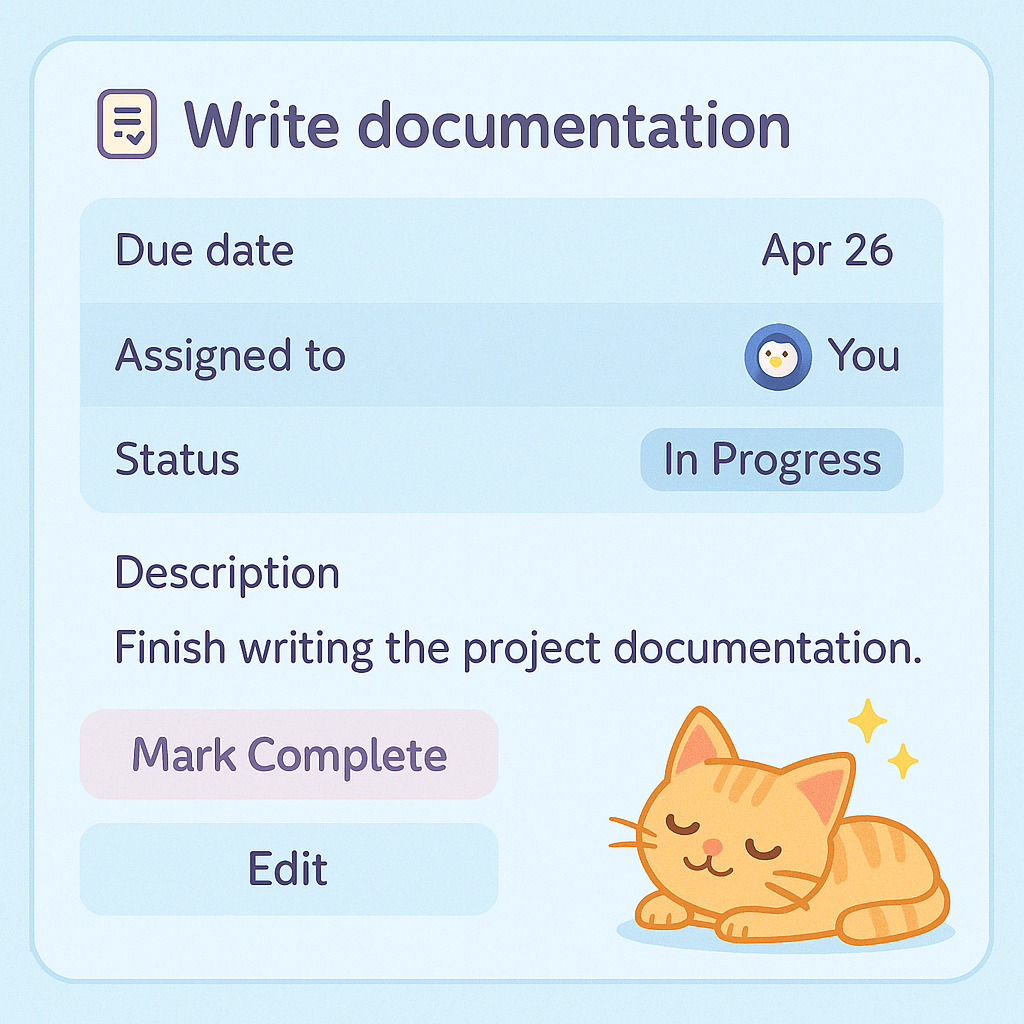 Write documentation
Due date Apr 26
Assigned to You
Status In Progress
Description
Finish writing the project documentation.
Mark Complete
Edit